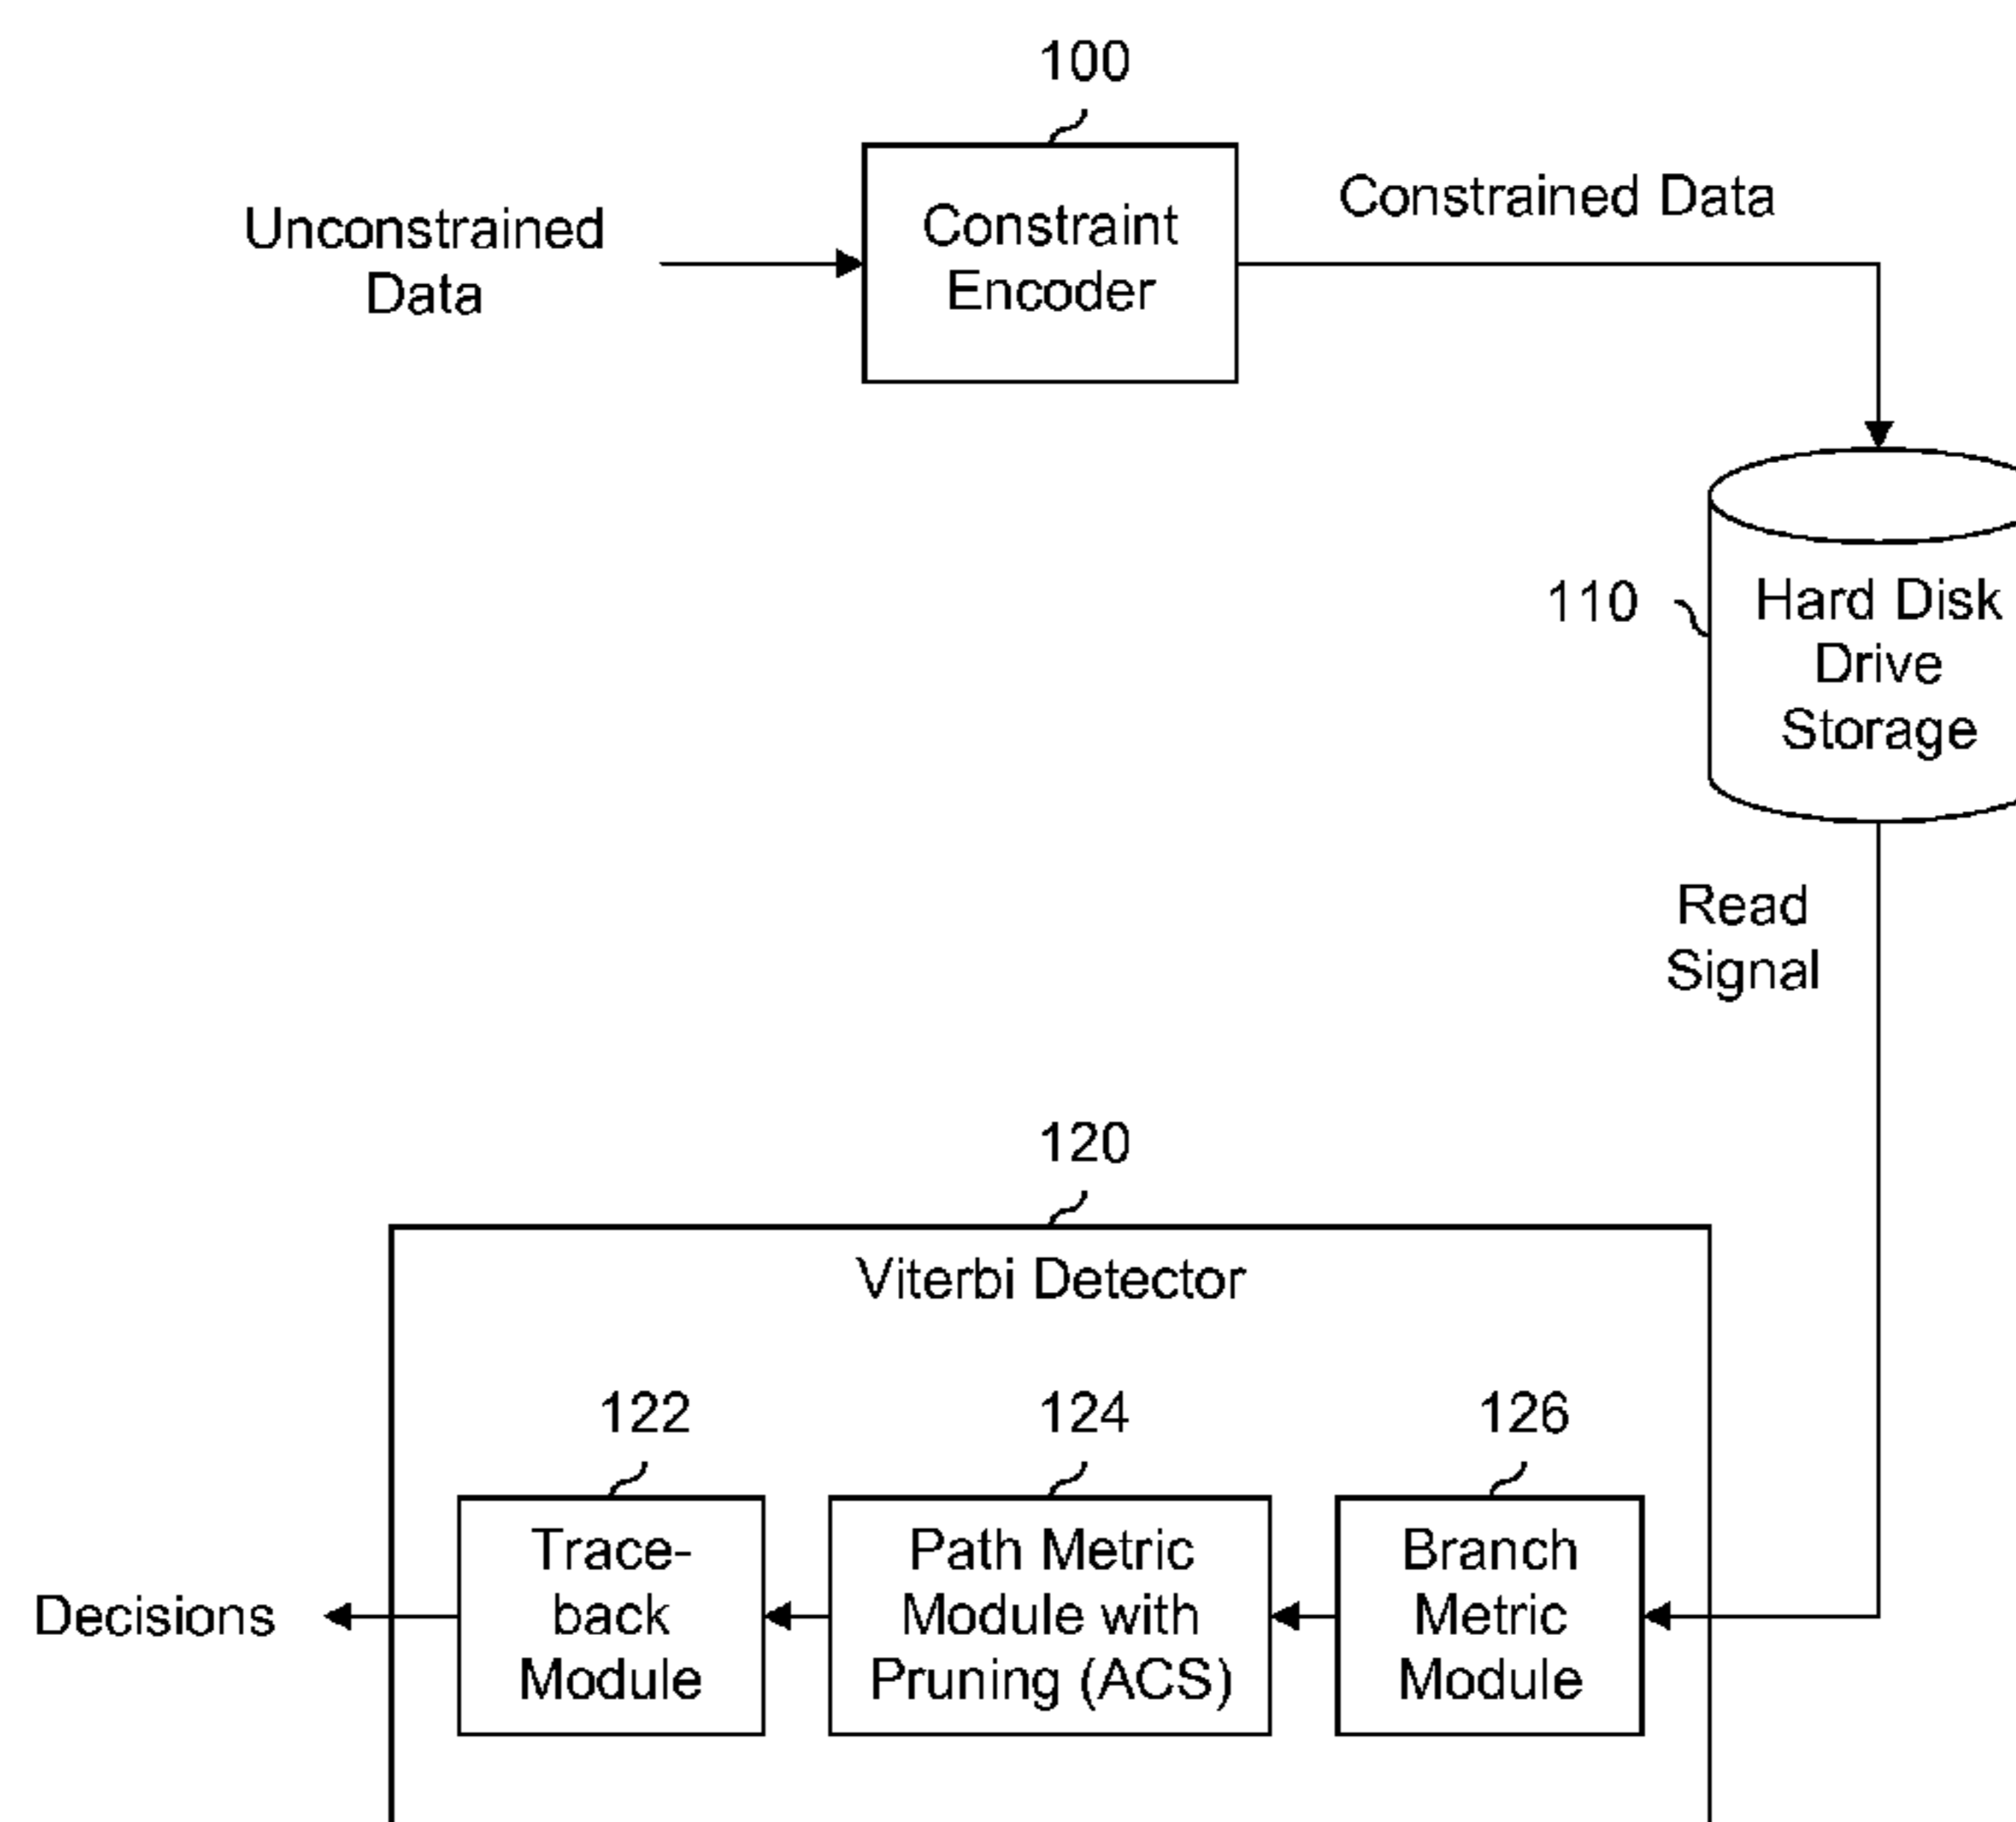 100
Unconstrained
Data
Constraint
Encoder
Constrained Data
110
Hard Disk
Drive
Storage
Read
Signal
120
Viterbi Detector
122
124
126
Trace-
back
Module
Path Metric
Module with
Pruning (ACS)
Branch
Metric
Module
Decisions